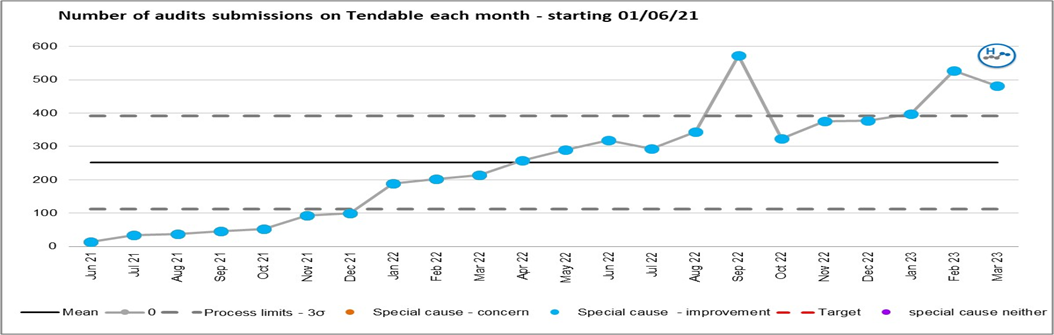 Number of audits submissions on Tendable each month - starting 01/06/21
H
600
500
400
300
200
100
0
Jun 21 Jul 21 Aug 21 Sep 21 Oct 21 Nov 21 Dec 21 Jan 22 Feb 22 Mar 22 Apr 22 May 22 Jun 22 Jul 22 Aug 22 Sep 22 Oct 22 Nov 22 Dec 22 Jan 23 Feb 23 Mar 23
Mean 0 Process limits - 3σ Special cause - concern Special cause - improvement Target special cause neither